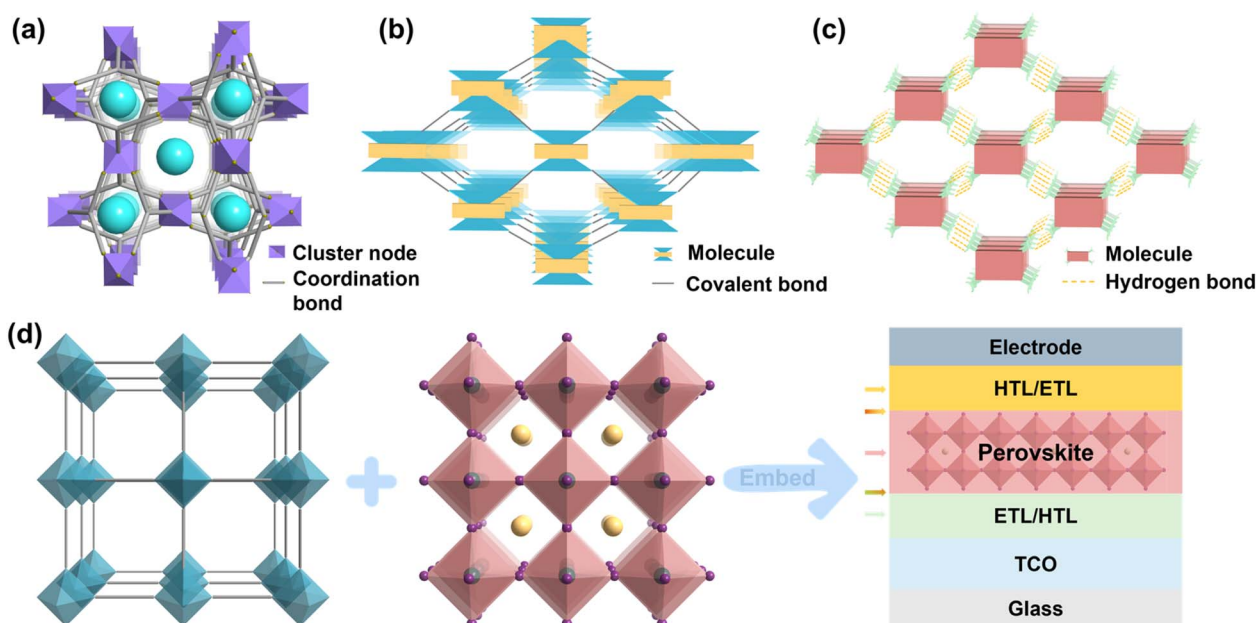 (a)
(b)
(c)
Cluster node
Coordination
bond
Molecule
Covalent bond
Molecule
Hydrogen bond
(d)
Embed
Electrode
HTL/ETL
Perovskite
ETL/HTL
TCO
Glass